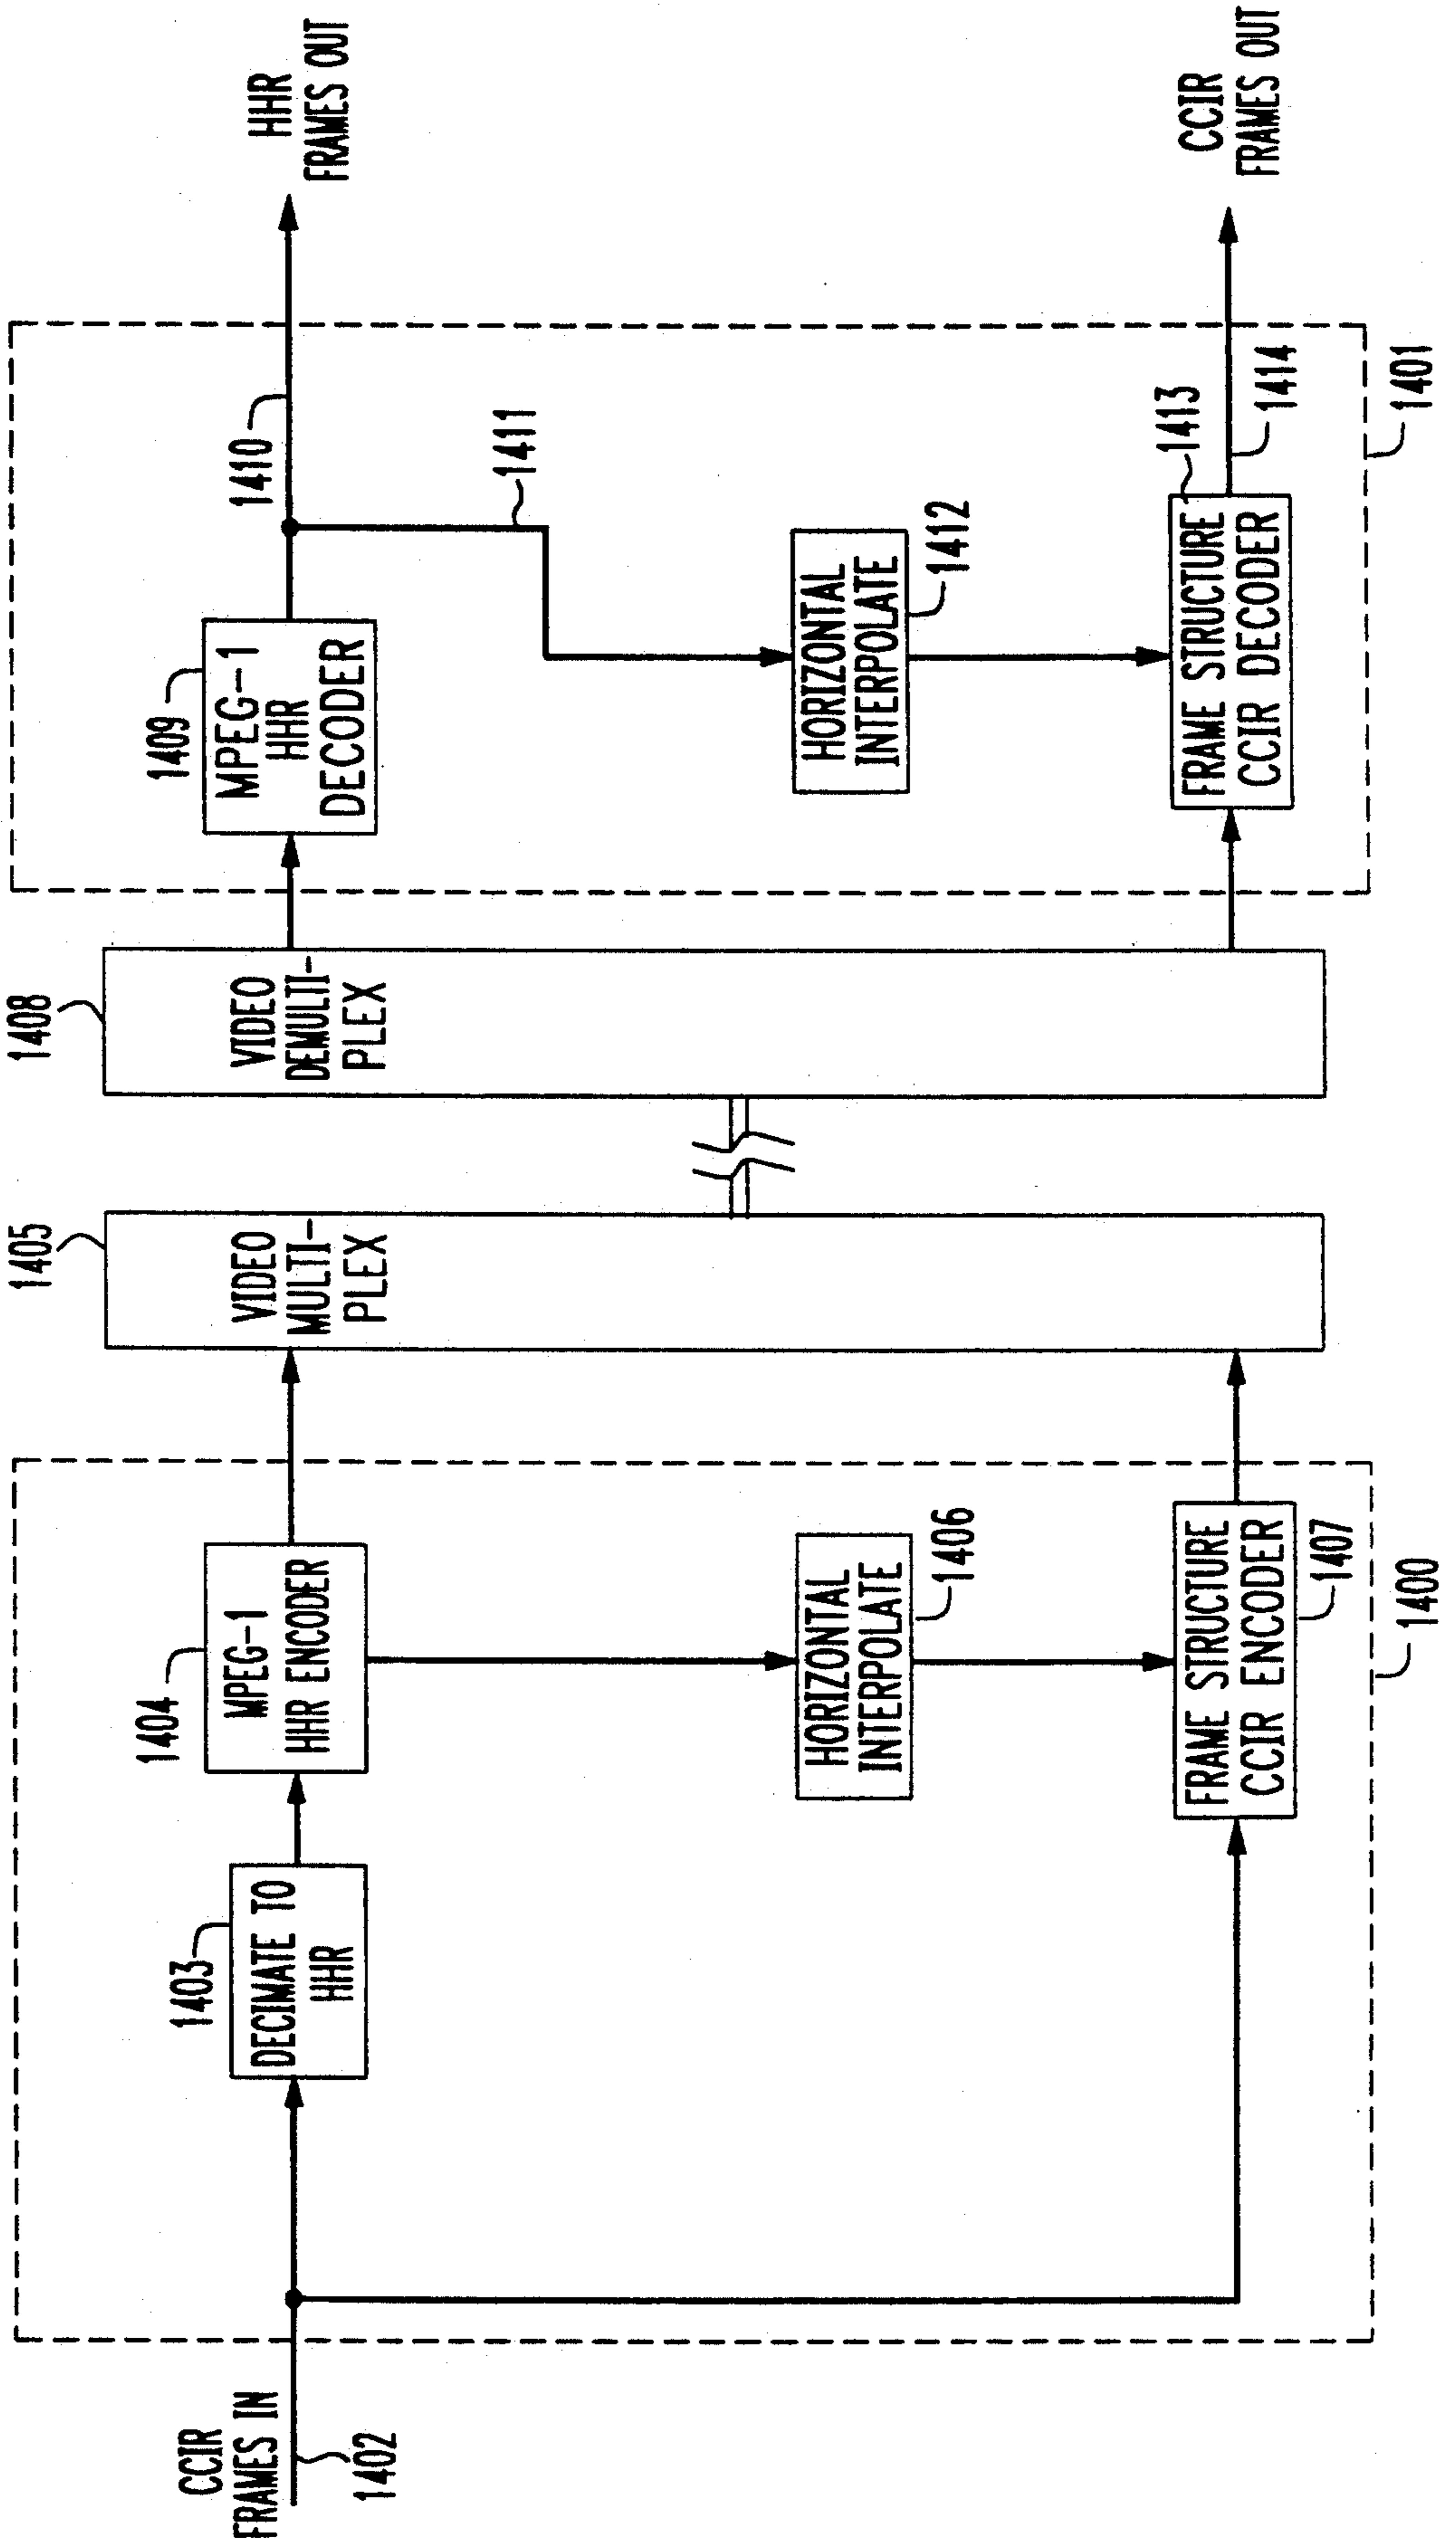 CCIR
FRAMES IN
1402
1403
DECIMATE TO
HHR
1404
MPEG-1
HHR ENCODER
HORIZONTAL
INTERPOLATE
1406
FRAME STRUCTURE
CCIR ENCODER
1407
1400
1405
VIDEO
MULTI-
PLEX
1408
VIDEO
DEMULTI-
PLEX
1409
MPEG-1
HHR
DECODER
1410
1411
HORIZONTAL
INTERPOLATE
1412
FRAME STRUCTURE
CCIR DECODER
1413
1414
1401
HHR
FRAMES OUT
CCIR
FRAMES OUT